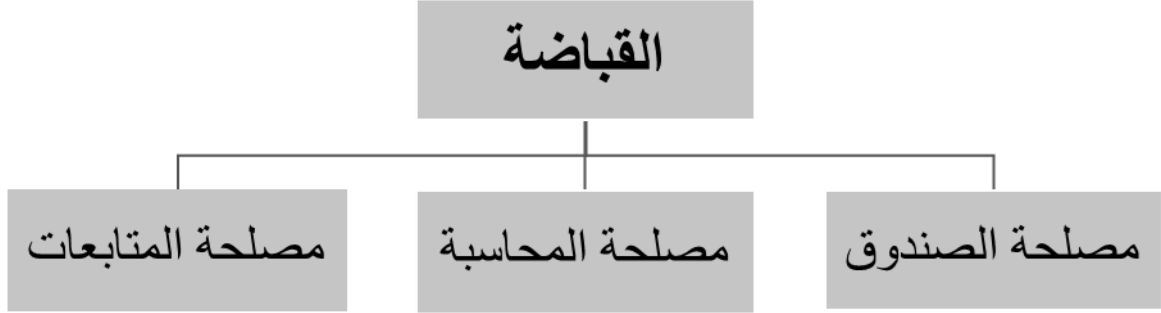 القباضة
مصلحة الصندوق
مصلحة المحاسبة
مصلحة المتابعات